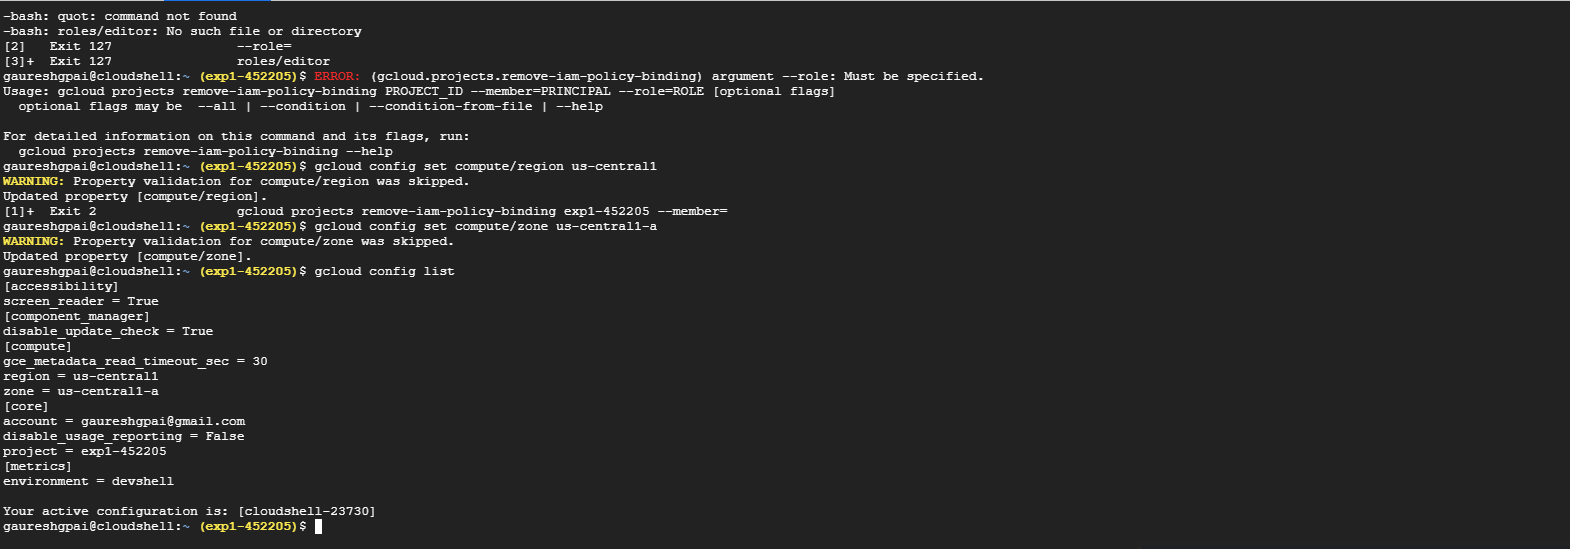 -bash: quot: command not found
-bash: roles/editor: No such file or directory
[2]   Exit 127                --role=
[3]+  Exit 127                roles/editor
gaureshgpai@cloudshell:~ (exp1-452205)$ ERROR: (gcloud.projects.remove-iam-policy-binding) argument --role: Must be specified.
Usage: gcloud projects remove-iam-policy-binding PROJECT_ID --member=PRINCIPAL --role=ROLE [optional flags]
  optional flags may be  --all | --condition | --condition-from-file | --help

For detailed information on this command and its flags, run:
  gcloud projects remove-iam-policy-binding --help
gaureshgpai@cloudshell:~ (exp1-452205)$ gcloud config set compute/region us-central1
WARNING: Property validation for compute/region was skipped.
Updated property [compute/region].
[1]+  Exit 2                  gcloud projects remove-iam-policy-binding exp1-452205 --member=
gaureshgpai@cloudshell:~ (exp1-452205)$ gcloud config set compute/zone us-central1-a
WARNING: Property validation for compute/zone was skipped.
Updated property [compute/zone].
gaureshgpai@cloudshell:~ (exp1-452205)$ gcloud config list
[accessibility]
screen_reader = True
[component_manager]
disable_update_check = True
[compute]
gce_metadata_read_timeout_sec = 30
region = us-central1
zone = us-central1-a
[core]
account = gaureshgpai@gmail.com
disable_usage_reporting = False
project = exp1-452205
[metrics]
environment = devshell

Your active configuration is: [cloudshell-23730]
gaureshgpai@cloudshell:~ (exp1-452205)$